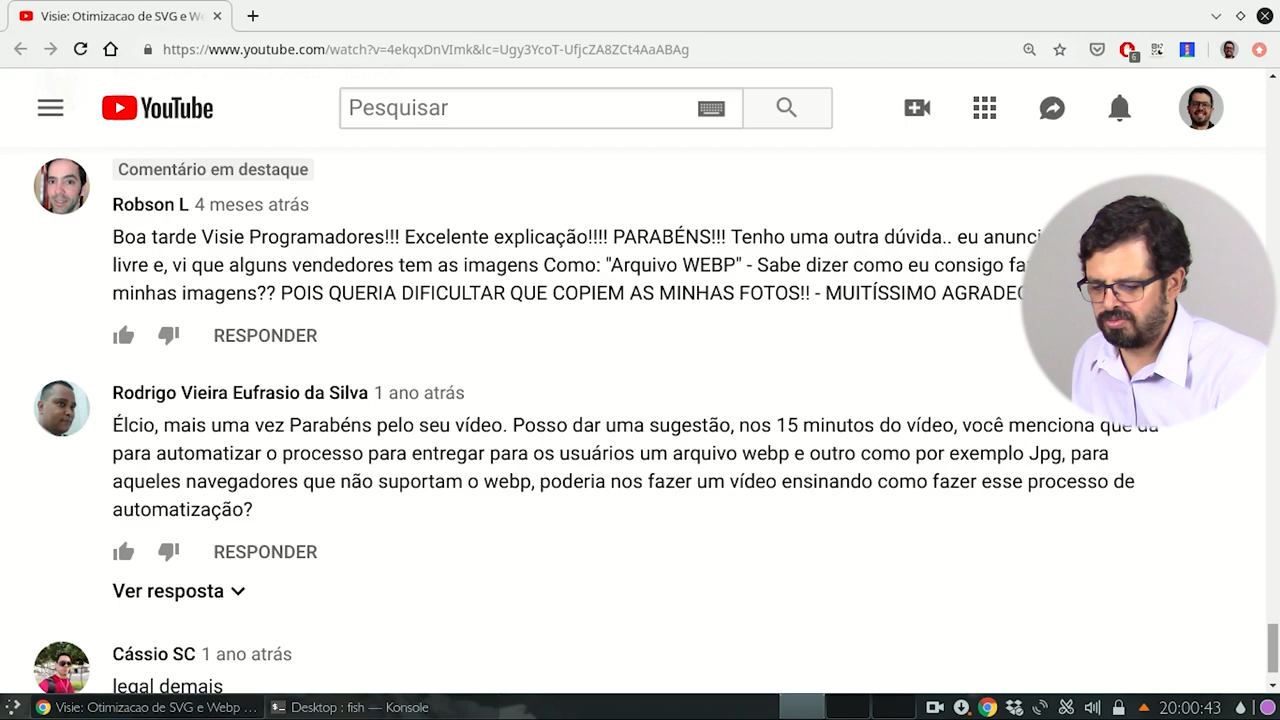 Visie: Otimizacao de SVG e We
https://www.youtube.com/watch?v=4ekqxDnVImk&lc=Ugy3YcoT-UfjcZA8ZCt4AaABAg
6
YouTube
Pesquisar
Comentário em destaque
Robson L 4 meses atrás
Boa tarde Visie Programadores!!! Excelente explicação!!!! PARABÉNS!!! Tenho uma outra dúvida.. eu anunci
livre e, vi que alguns vendedores tem as imagens Como: "Arquivo WEBP" - Sabe dizer como eu consigo fa
minhas imagens?? POIS QUERIA DIFICULTAR QUE COPIEM AS MINHAS FOTOS!! - MUITÍSSIMO AGRADEC
RESPONDER
Rodrigo Vieira Eufrasio da Silva 1 ano atrás
Élcio, mais uma vez Parabéns pelo seu vídeo. Posso dar uma sugestão, nos 15 minutos do vídeo, você menciona que dá
para automatizar o processo para entregar para os usuários um arquivo webp e outro como por exemplo Jpg, para
aqueles navegadores que não suportam o webp, poderia nos fazer um vídeo ensinando como fazer esse processo de
automatização?
RESPONDER
Ver resposta
Cássio SC 1 ano atrás
legal demais
Visie: Otimizacao de SVG e Webp ... Desktop : fish — Konsole 20:00:43